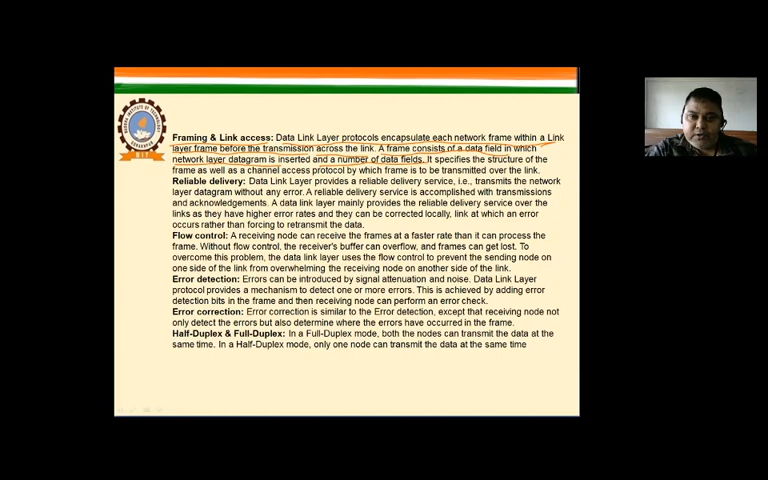 Framing & Link access: Data Link Layer protocols encapsulate each network frame within a Link
layer frame before the transmission across the link. A frame consists of a data field in which
network layer datagram is inserted and a number of data fields. It specifies the structure of the
frame as well as a channel access protocol by which frame is to be transmitted over the link.
Reliable delivery: Data Link Layer provides a reliable delivery service, i.e., transmits the network
layer datagram without any error. A reliable delivery service is accomplished with transmissions
and acknowledgements. A data link layer mainly provides the reliable delivery service over the
links as they have higher error rates and they can be corrected locally, link at which an error
occurs rather than forcing to retransmit the data.
Flow control: A receiving node can receive the frames at a faster rate than it can process the
frame. Without flow control, the receiver's buffer can overflow, and frames can get lost. To
overcome this problem, the data link layer uses the flow control to prevent the sending node on
one side of the link from overwhelming the receiving node on another side of the link.
Error detection: Errors can be introduced by signal attenuation and noise. Data Link Layer
protocol provides a mechanism to detect one or more errors. This is achieved by adding error
detection bits in the frame and then receiving node can perform an error check.
Error correction: Error correction is similar to the Error detection, except that receiving node not
only detect the errors but also determine where the errors have occurred in the frame.
Half-Duplex & Full-Duplex: In a Full-Duplex mode, both the nodes can transmit the data at the
same time. In a Half-Duplex mode, only one node can transmit the data at the same time